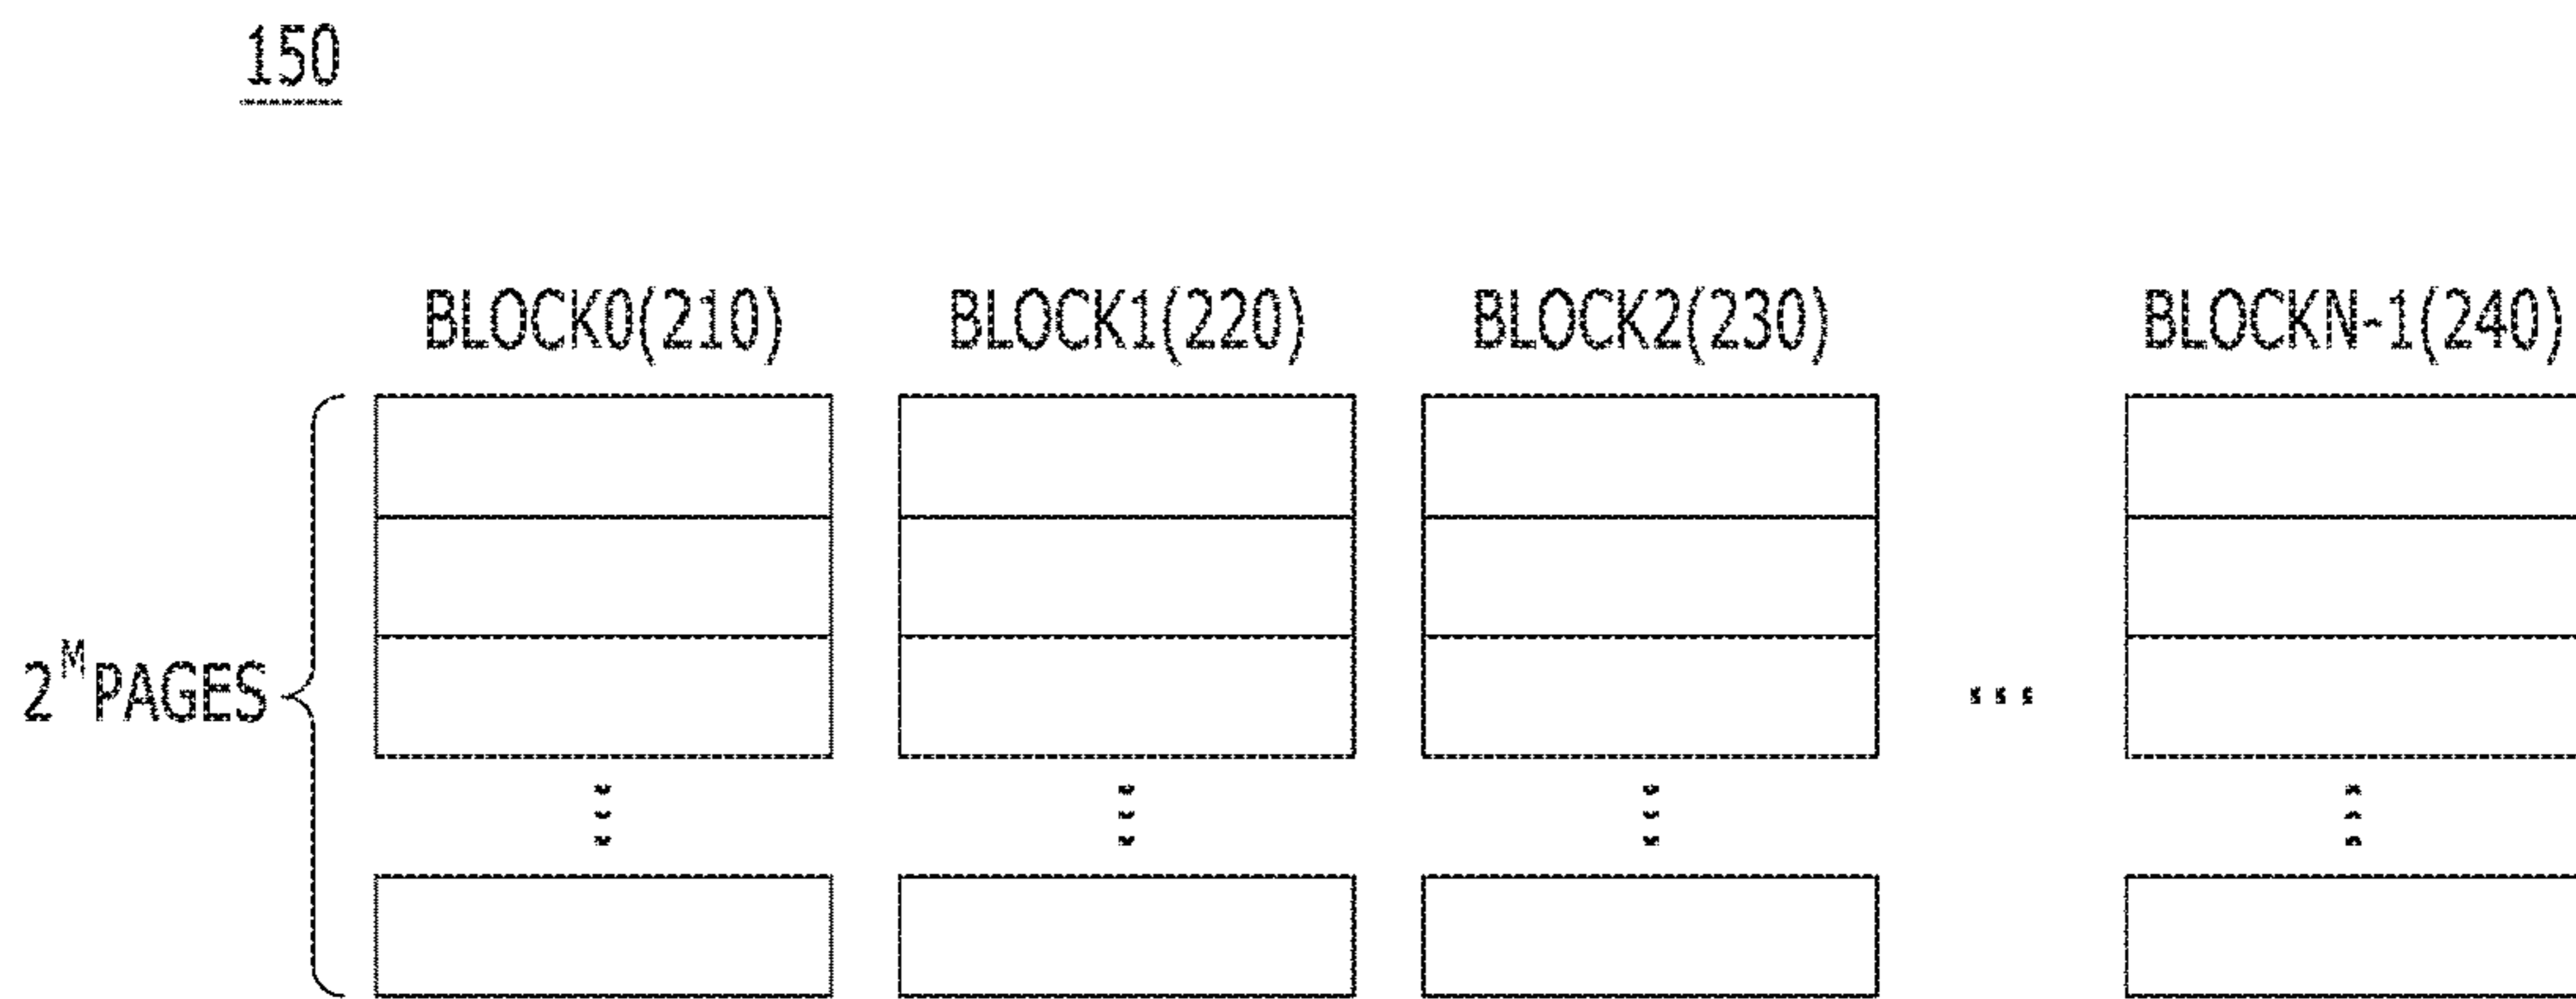 150
BLOCK0(210) BLOCK1(220) BLOCK2(230) BLOCKN-1(240)
2^M PAGES
...